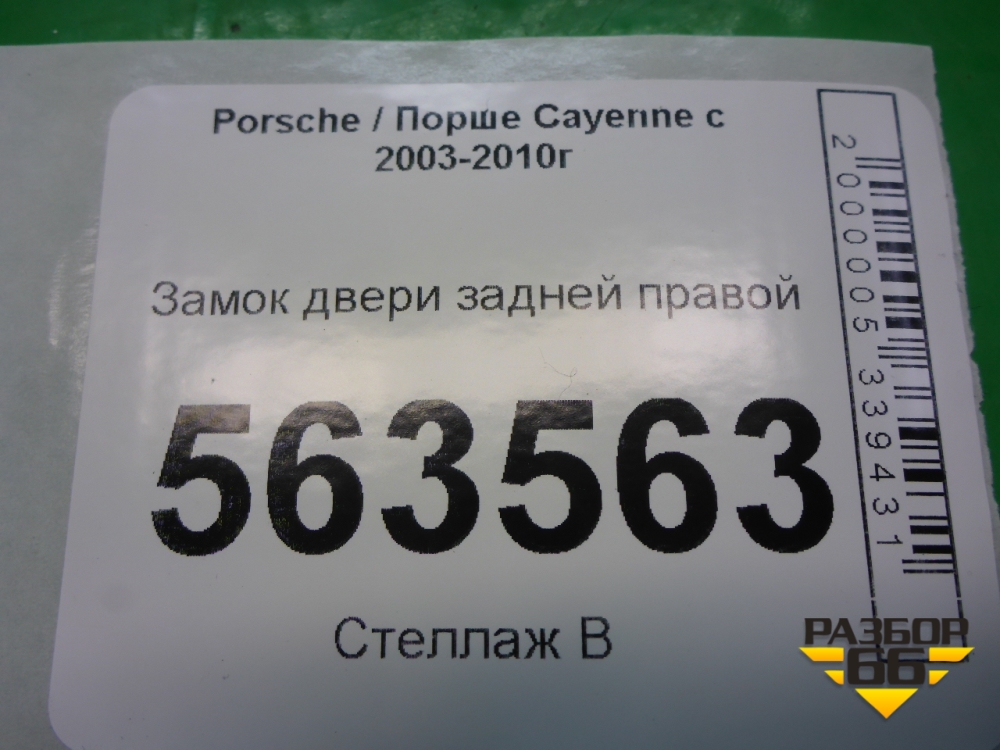 Porsche / Порше Cayenne с
2003-2010г
Замок двери задней правой
563563
Стеллаж В
2000005339431
РАЗБОР
66